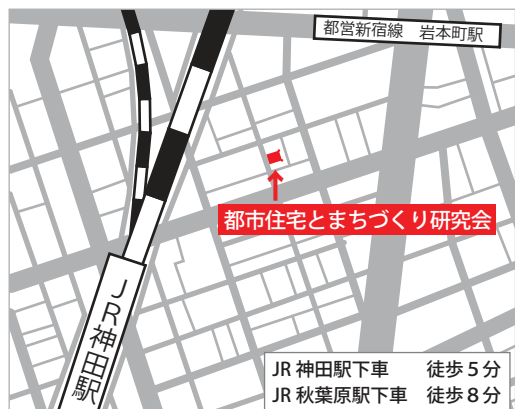 都営新宿線　岩本町駅
都市住宅とまちづくり研究会
JR神田駅
JR 神田駅下車　徒歩5分
JR 秋葉原駅下車　徒歩8分